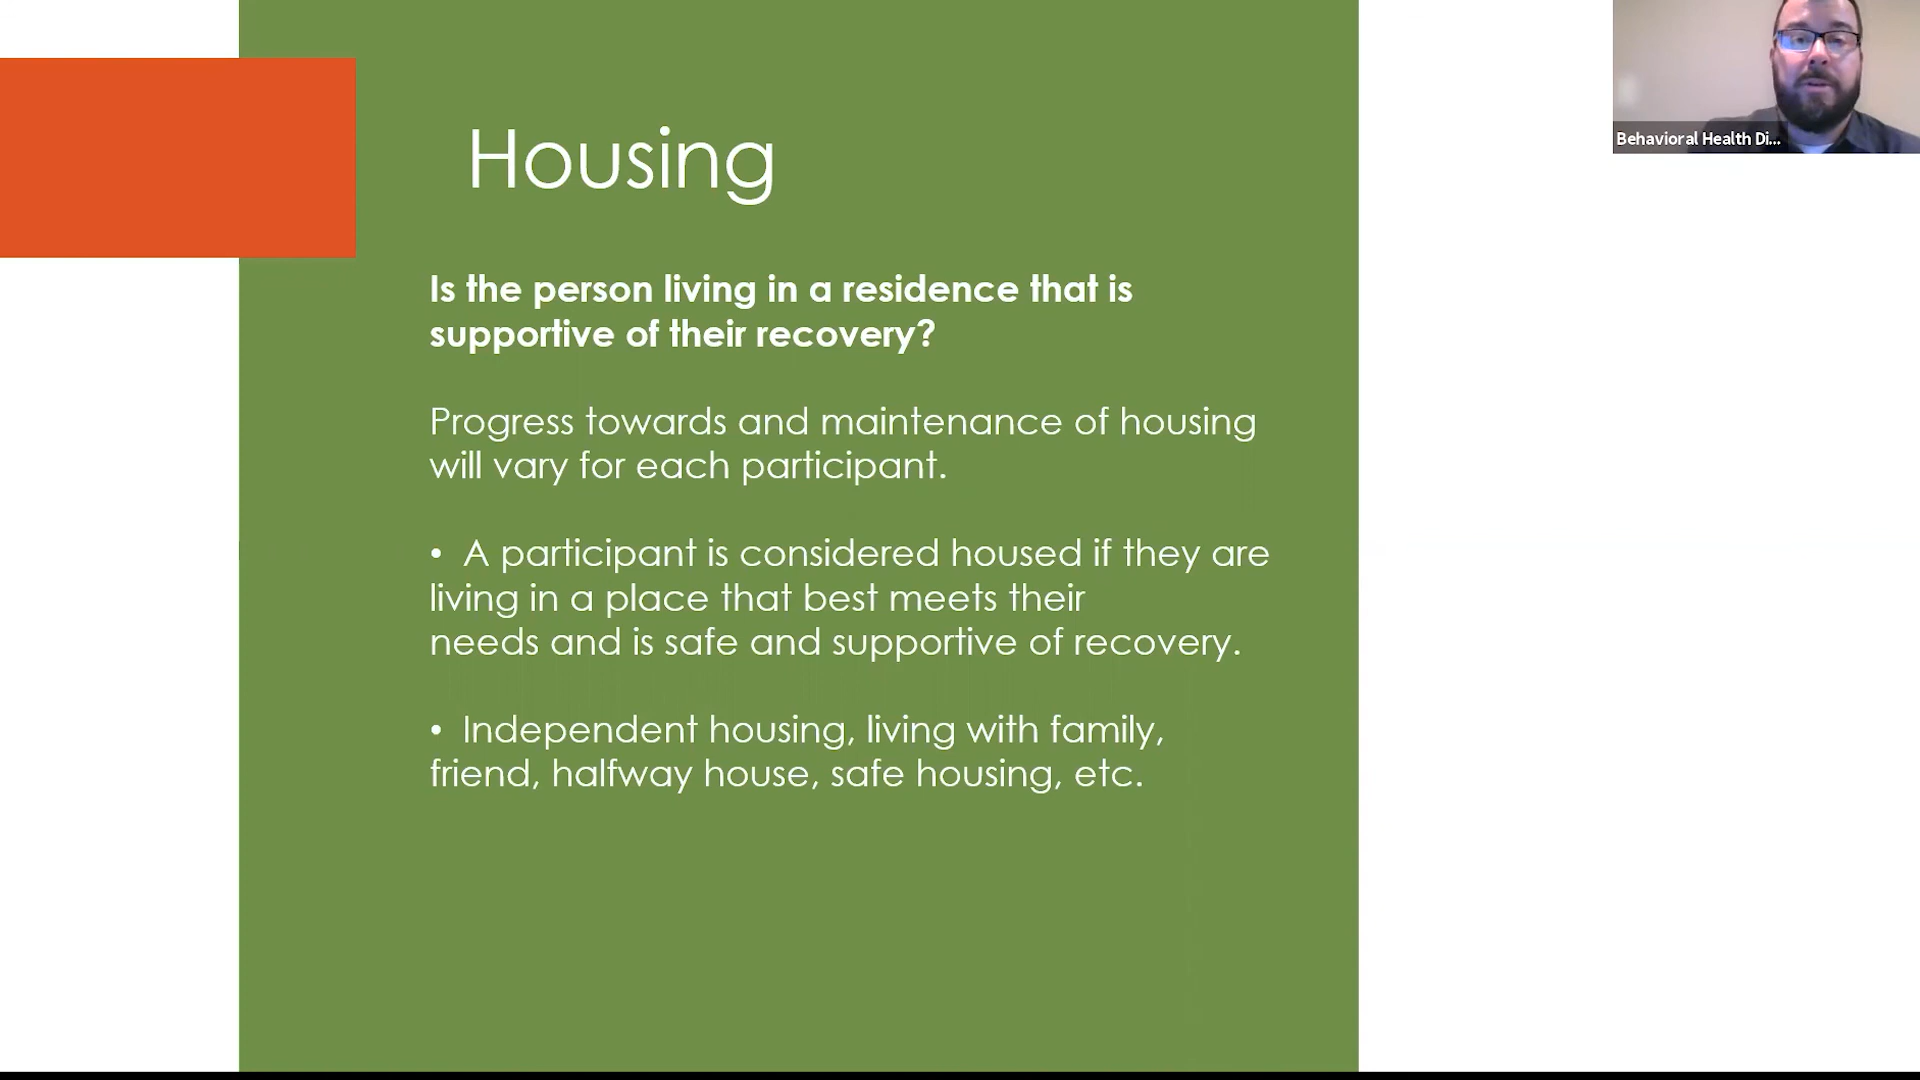 Behavioral Health Di...
Housing
Is the person living in a residence that is
supportive of their recovery?
Progress towards and maintenance of housing
will vary for each participant.
• A participant is considered housed if they are
living in a place that best meets their
needs and is safe and supportive of recovery.
• Independent housing, living with family,
friend, halfway house, safe housing, etc.